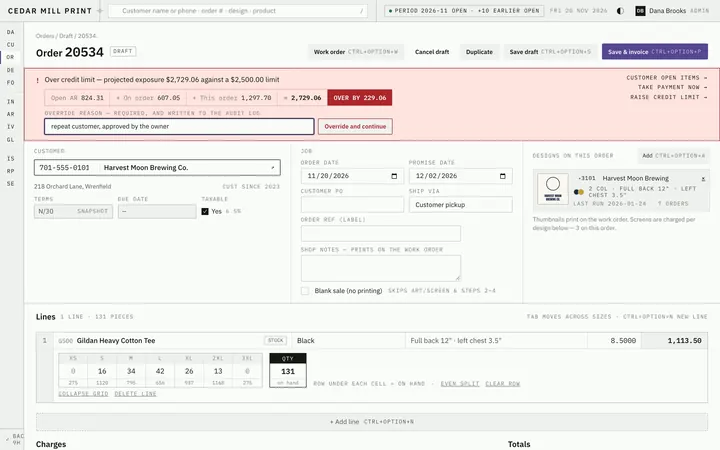 CEDAR MILL PRINT
Customer name or phone · order # · design · product /
PERIOD 2026-11 OPEN · +10 EARLIER OPEN
FRI 20 NOV 2026
DB Dana Brooks ADMIN
DA
CU
OR
DE
FO
IN
AR
IV
GL
IS
RP
SE
Orders / Draft / 20534
Order 20534 DRAFT
Work order CTRL+OPTION+W
Cancel draft
Duplicate
Save draft CTRL+OPTION+S
Save & invoice CTRL+OPTION+P
! Over credit limit — projected exposure $2,729.06 against a $2,500.00 limit
Open AR 824.31 + On order 607.05 + This order 1,297.70 = 2,729.06 OVER BY 229.06
OVERRIDE REASON — REQUIRED, AND WRITTEN TO THE AUDIT LOG
repeat customer, approved by the owner
Override and continue
CUSTOMER OPEN ITEMS →
TAKE PAYMENT NOW →
RAISE CREDIT LIMIT →
CUSTOMER
701-555-0101 Harvest Moon Brewing Co.
218 Orchard Lane, Wrenfield
CUST SINCE 2023
TERMS
N/30 SNAPSHOT
DUE DATE
—
TAXABLE
Yes 6.5%
JOB
ORDER DATE
11/20/2026
PROMISE DATE
12/02/2026
CUSTOMER PO
SHIP VIA
Customer pickup
ORDER REF (LABEL)
SHOP NOTES — PRINTS ON THE WORK ORDER
Blank sale (no printing) SKIPS ART/SCREEN & STEPS 2–4
DESIGNS ON THIS ORDER
Add CTRL+OPTION+A
-3101 Harvest Moon Brewing x
2 COL · FULL BACK 12" · LEFT CHEST 3.5"
LAST RUN 2026-01-20 7 ORDERS
Thumbnails print on the work order. Screens are charged per design below — 3 on this order.
Lines 1 LINE · 131 PIECES
TAB MOVES ACROSS SIZES · CTRL+OPTION+N NEW LINE
1 G500 Gildan Heavy Cotton Tee STOCK Black Full back 12" · left chest 3.5" 8.5000 1,113.50
XS S M L XL 2XL 3XL QTY
0 16 34 42 26 13 0 131
on hand
ROW UNDER EACH CELL = ON HAND · EVEN SPLIT CLEAR ROW
COLLAPSE GRID DELETE LINE
+ Add line CTRL+OPTION+N
Charges
Totals